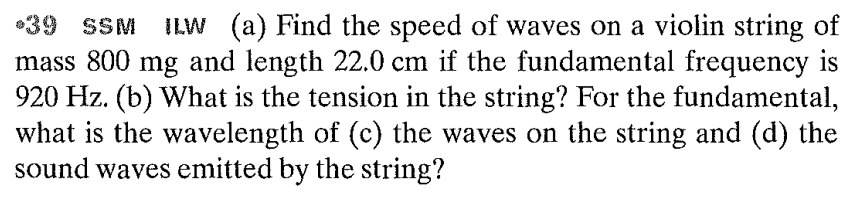 •39 SSM ILW (a) Find the speed of waves on a violin string of
mass 800 mg and length 22.0 cm if the fundamental frequency is
920 Hz. (b) What is the tension in the string? For the fundamental,
what is the wavelength of (c) the waves on the string and (d) the
sound waves emitted by the string?